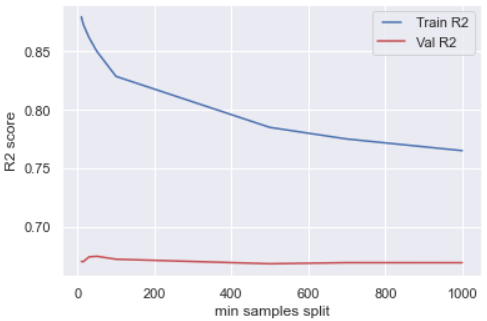 Train R2
Val R2
0.85
0.80
0.75
0.70
R2 score
0 200 400 600 800 1000
min samples split